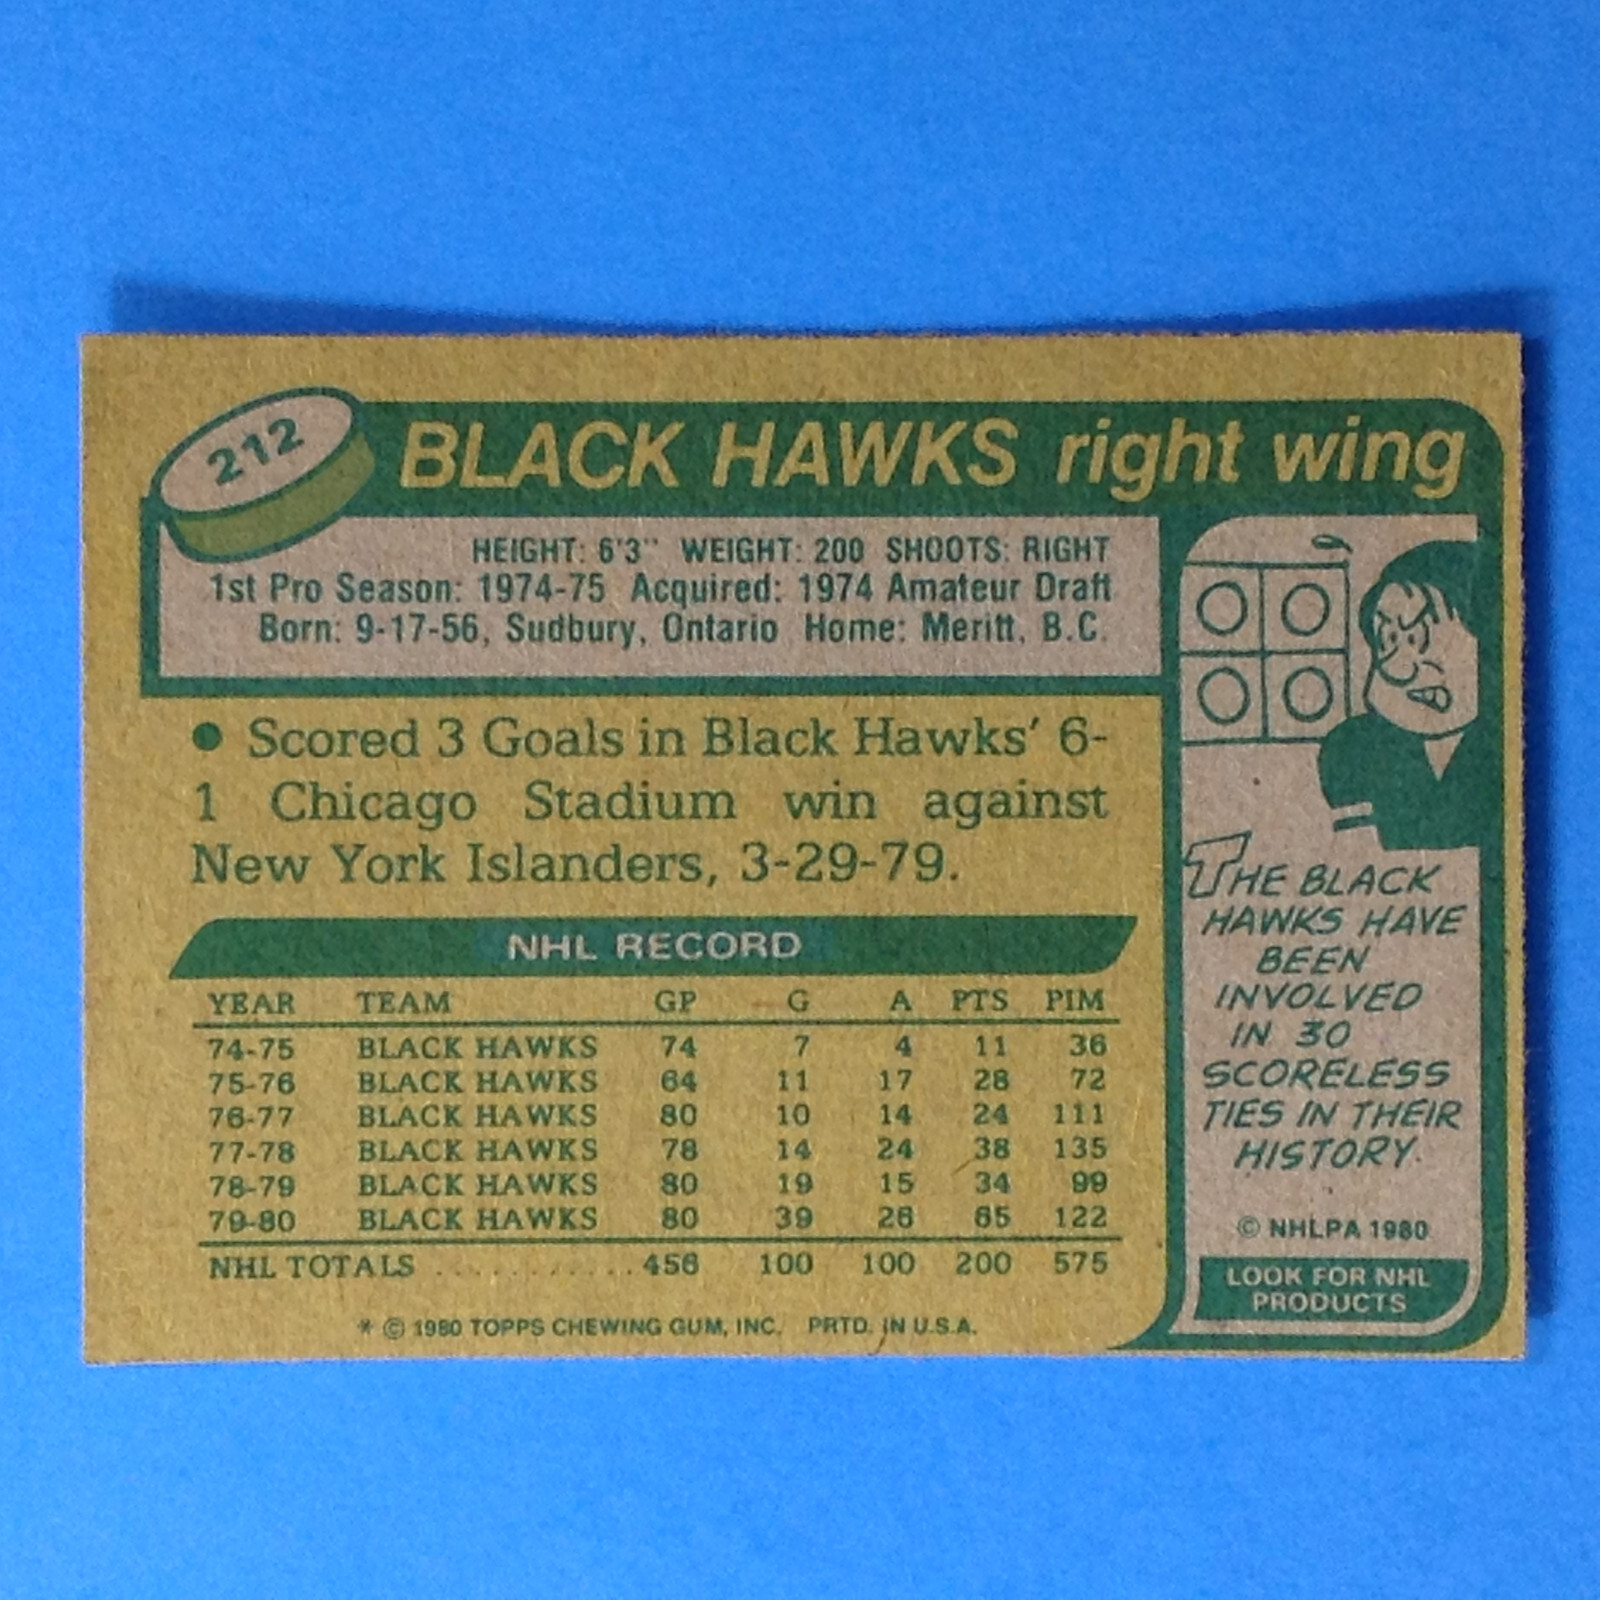 212
BLACK HAWKS right wing
HEIGHT: 6'3" WEIGHT: 200 SHOOTS: RIGHT
1st Pro Season: 1974-75 Acquired: 1974 Amateur Draft
Born: 9-17-56, Sudbury, Ontario Home: Meritt, B.C.
● Scored 3 Goals in Black Hawks' 6-
1 Chicago Stadium win against
New York Islanders, 3-29-79.
NHL RECORD
YEAR TEAM GP G A PTS PIM
74-75 BLACK HAWKS 74 7 4 11 36
75-76 BLACK HAWKS 64 11 17 28 72
76-77 BLACK HAWKS 80 10 14 24 111
77-78 BLACK HAWKS 78 14 24 38 135
78-79 BLACK HAWKS 80 19 15 34 99
79-80 BLACK HAWKS 80 39 26 65 122
NHL TOTALS ............ 456 100 100 200 575
* © 1980 TOPPS CHEWING GUM, INC. PRTD. IN U.S.A.
THE BLACK
HAWKS HAVE
BEEN
INVOLVED
IN 30
SCORELESS
TIES IN THEIR
HISTORY.
© NHLPA 1980
LOOK FOR NHL
PRODUCTS